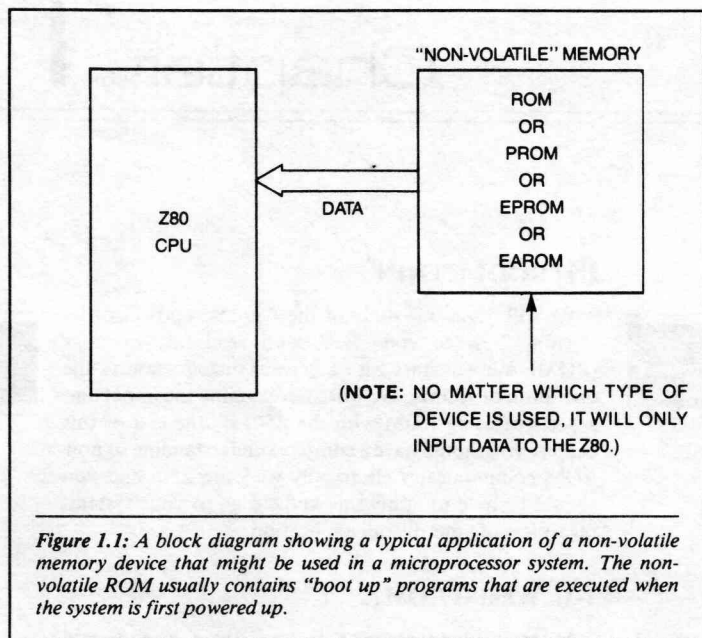 "NON-VOLATILE" MEMORY
ROM
OR
PROM
OR
EPROM
OR
EAROM
DATA
Z80
CPU
(NOTE: NO MATTER WHICH TYPE OF
DEVICE IS USED, IT WILL ONLY
INPUT DATA TO THE Z80.)
Figure 1.1: A block diagram showing a typical application of a non-volatile
memory device that might be used in a microprocessor system. The non-
volatile ROM usually contains "boot up" programs that are executed when
the system is first powered up.